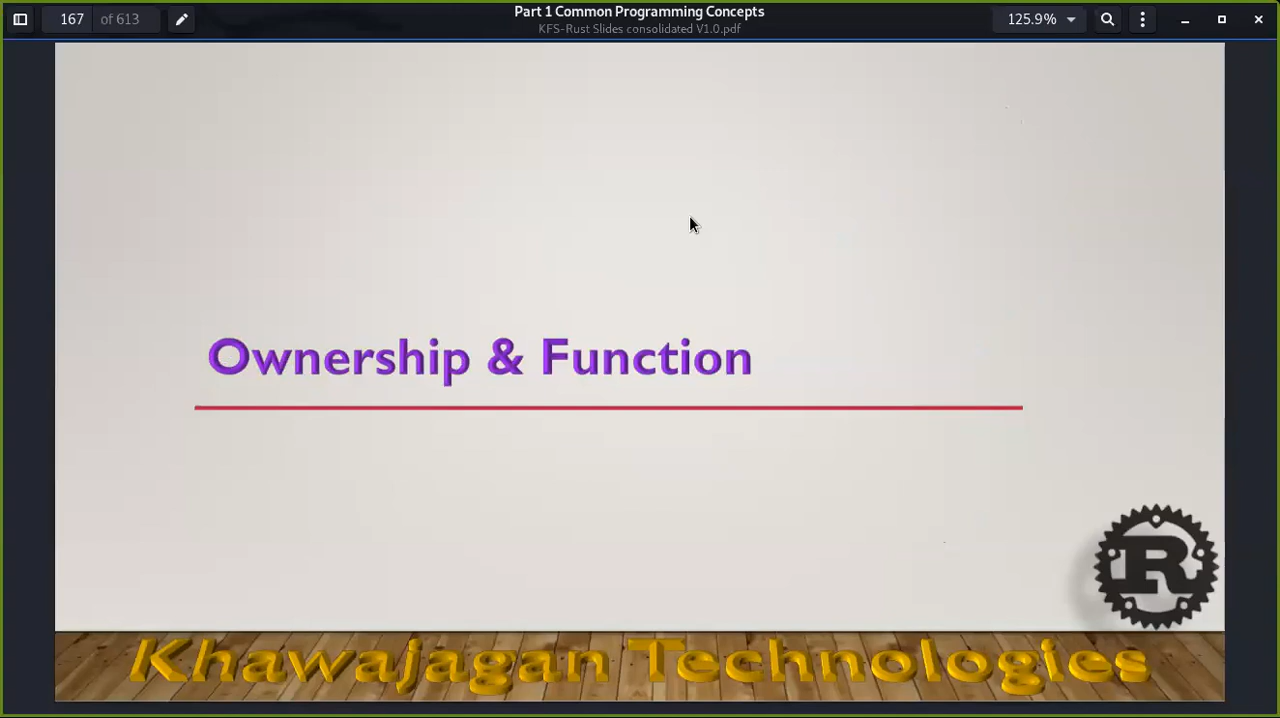 167 of 613
Part 1 Common Programming Concepts
KFS-Rust Slides consolidated V1.0.pdf
125.9%
Ownership & Function
R
Khawajagan Technologies